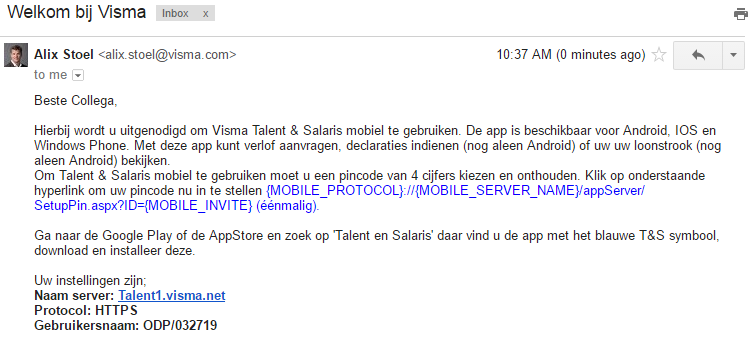 Welkom bij Visma Inbox x
Alix Stoel <alix.stoel@visma.com> 10:37 AM (0 minutes ago)
to me
Beste Collega,
Hierbij wordt u uitgenodigd om Visma Talent & Salaris mobiel te gebruiken. De app is beschikbaar voor Android, IOS en
Windows Phone. Met deze app kunt verlof aanvragen, declaraties indienen (nog aleen Android) of uw uw loonstrook (nog
aleen Android) bekijken.
Om Talent & Salaris mobiel te gebruiken moet u een pincode van 4 cijfers kiezen en onthouden. Klik op onderstaande
hyperlink om uw pincode nu in te stellen {MOBILE_PROTOCOL}://{MOBILE_SERVER_NAME}/appServer/
SetupPin.aspx?ID={MOBILE_INVITE} (éénmalig).
Ga naar de Google Play of de AppStore en zoek op 'Talent en Salaris' daar vind u de app met het blauwe T&S symbool,
download en installeer deze.
Uw instellingen zijn;
Naam server: Talent1.visma.net
Protocol: HTTPS
Gebruikersnaam: ODP/032719